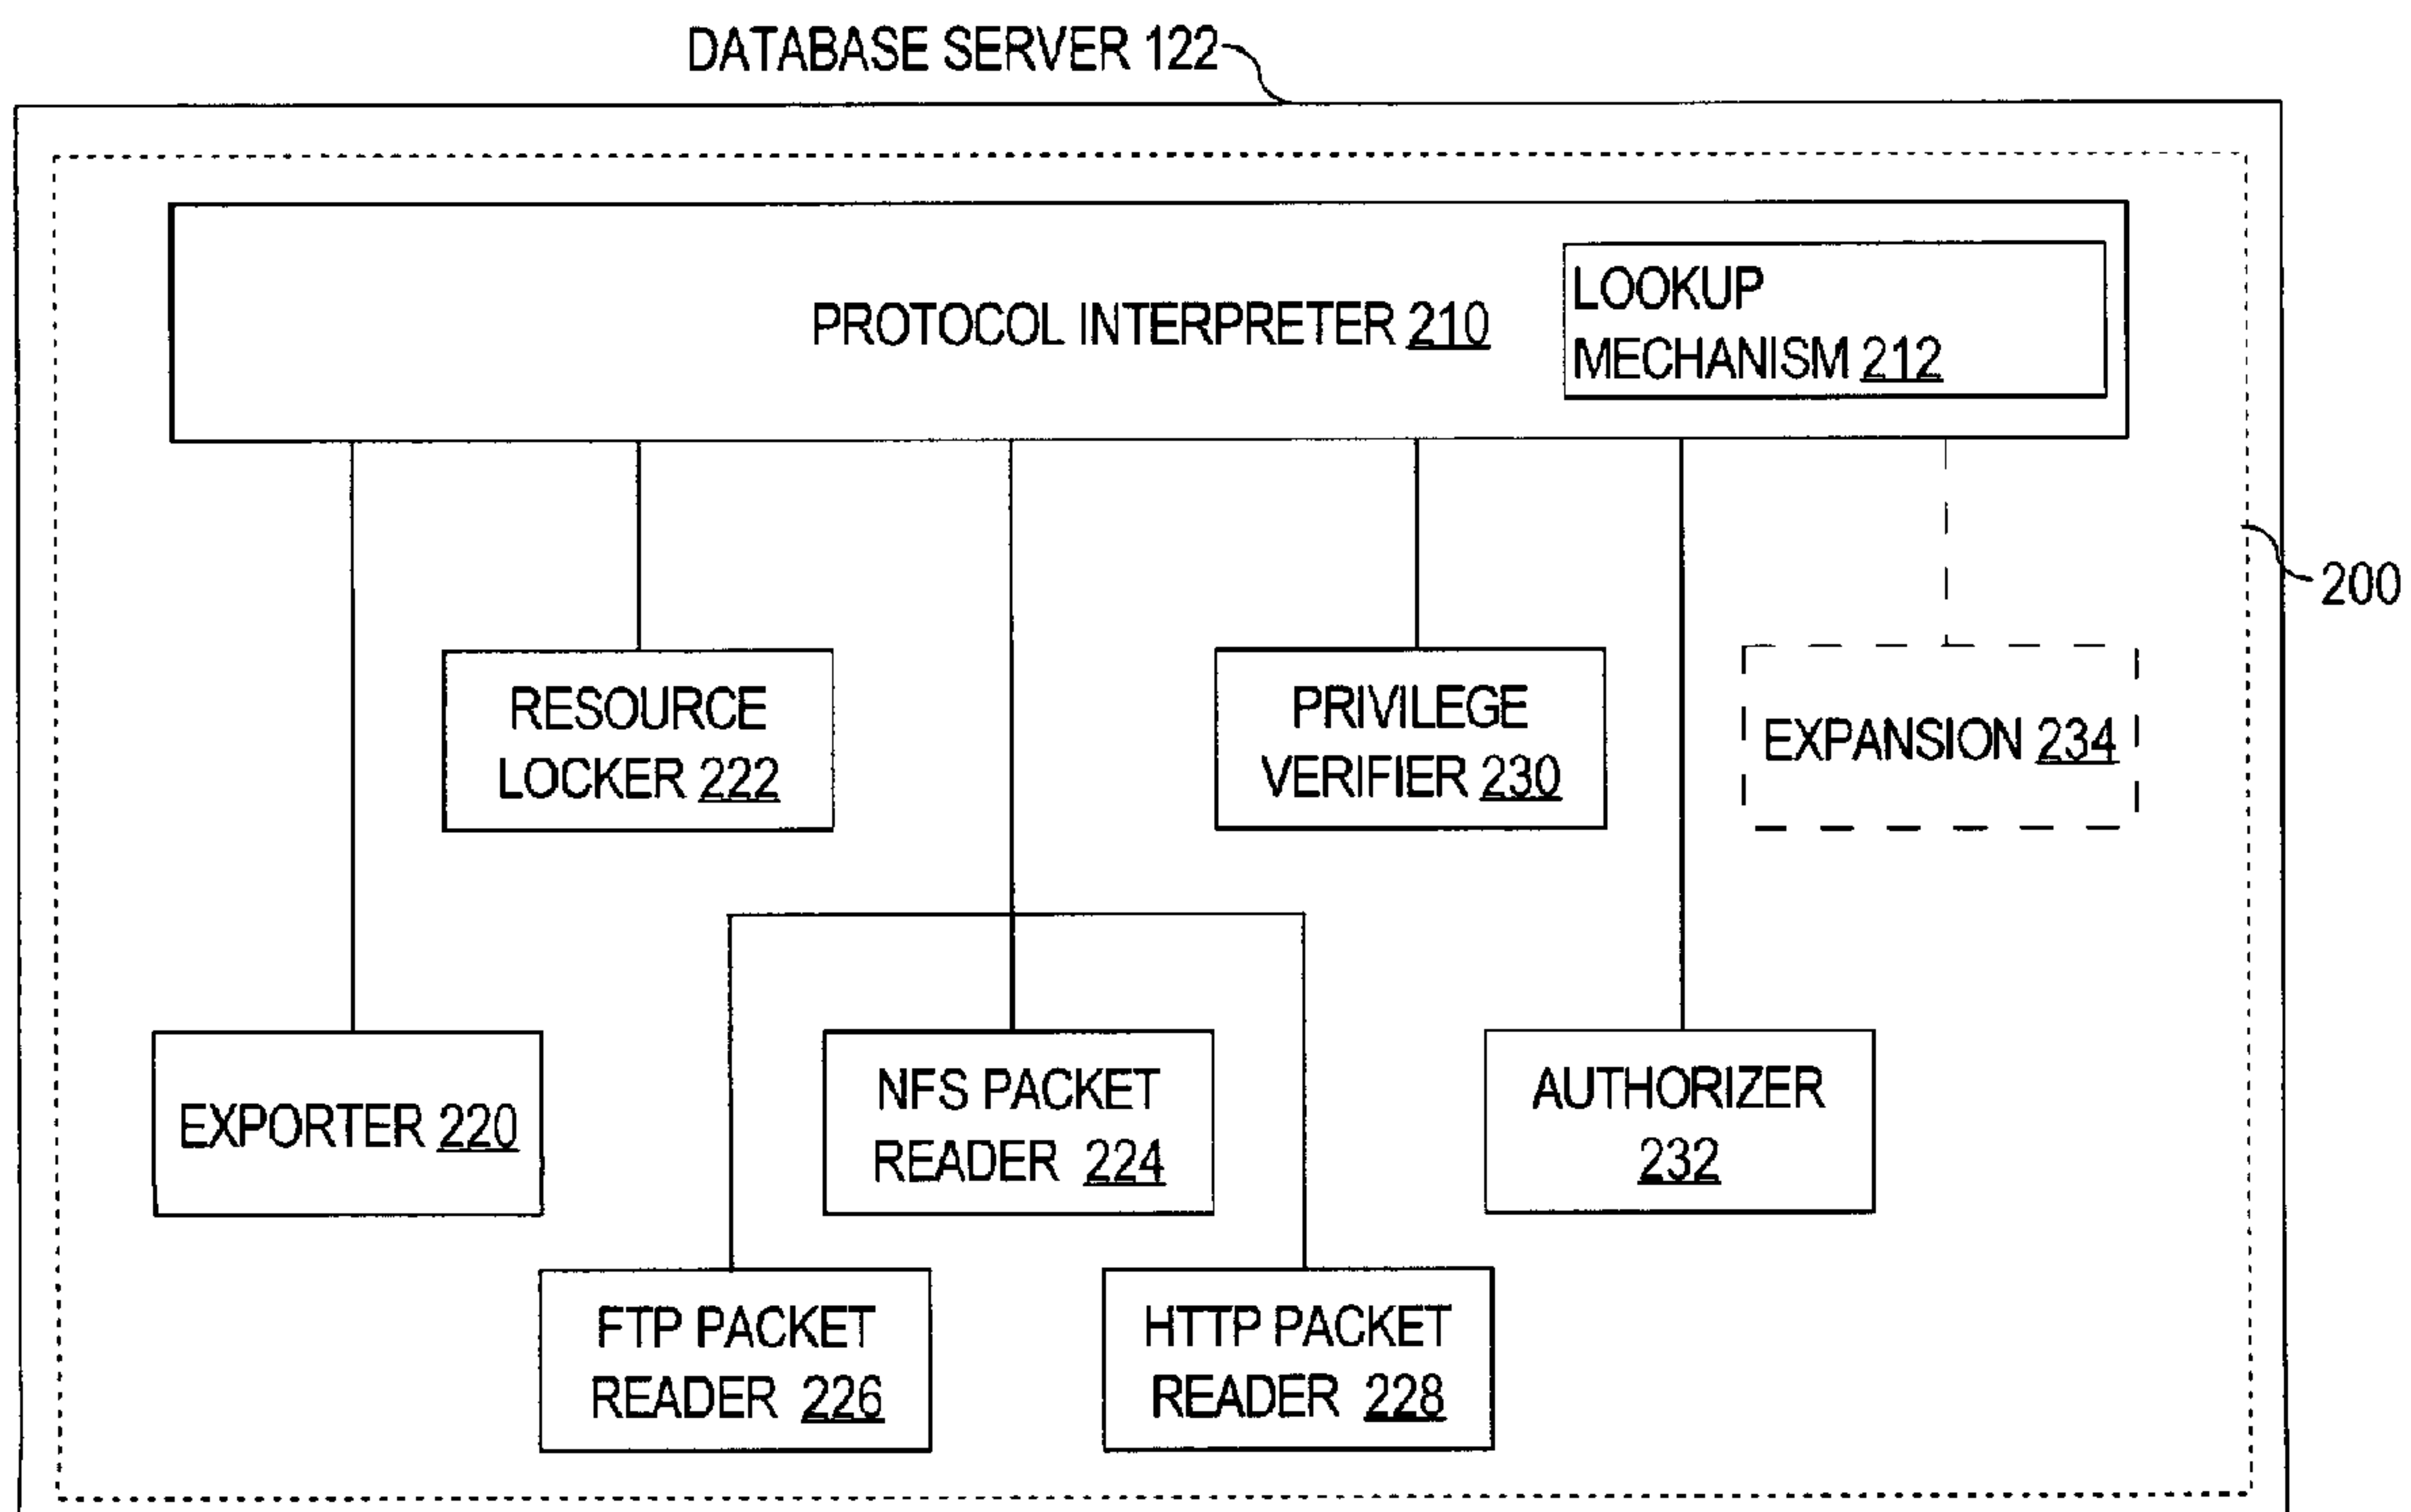 DATABASE SERVER 122
PROTOCOL INTERPRETER 210
LOOKUP
MECHANISM 212
200
RESOURCE
LOCKER 222
PRIVILEGE
VERIFIER 230
EXPANSION 234
EXPORTER 220
NFS PACKET
READER 224
AUTHORIZER
232
FTP PACKET
READER 226
HTTP PACKET
READER 228